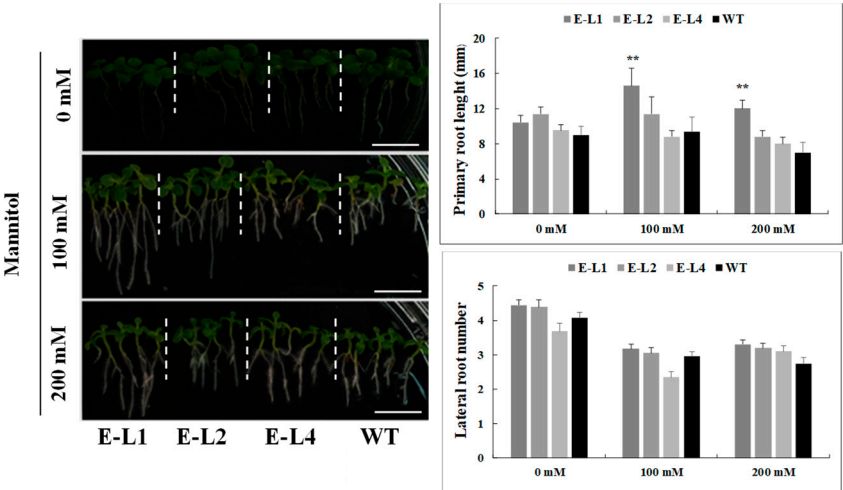 Mannitol
0 mM
100 mM
200 mM
E-L1 E-L2 E-L4 WT
E-L1 E-L2 E-L4 WT
Primary root lenght (mm)
20
16
12
8
4
0
** **
0 mM 100 mM 200 mM
E-L1 E-L2 E-L4 WT
Lateral root number
5
4
3
2
1
0
0 mM 100 mM 200 mM